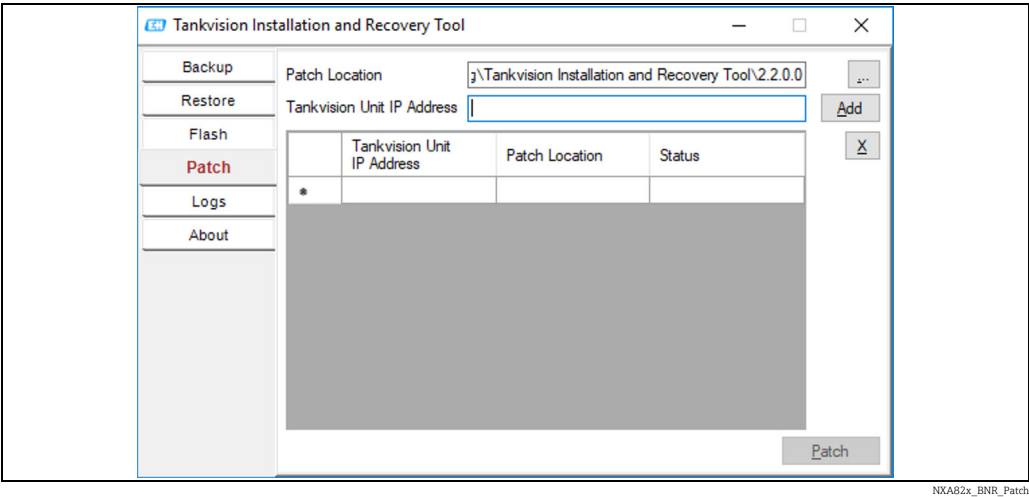 E+H Tankvision Installation and Recovery Tool
Backup
Restore
Flash
Patch
Logs
About
Patch Location
g\Tankvision Installation and Recovery Tool\2.2.0.0
...
Tankvision Unit IP Address
Add
X
Tankvision Unit
IP Address
Patch Location
Status
Patch
NXA82x_BNR_Patch